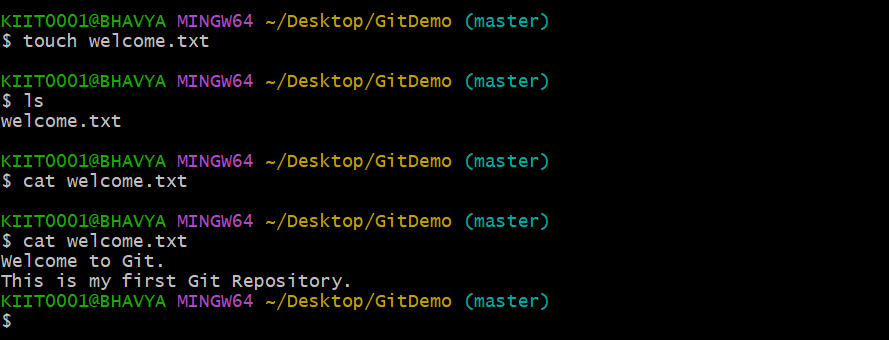 KIIT0001@BHAVYA MINGW64 ~/Desktop/GitDemo (master)
$ touch welcome.txt
KIIT0001@BHAVYA MINGW64 ~/Desktop/GitDemo (master)
$ ls
welcome.txt
KIIT0001@BHAVYA MINGW64 ~/Desktop/GitDemo (master)
$ cat welcome.txt
KIIT0001@BHAVYA MINGW64 ~/Desktop/GitDemo (master)
$ cat welcome.txt
Welcome to Git.
This is my first Git Repository.
KIIT0001@BHAVYA MINGW64 ~/Desktop/GitDemo (master)
$